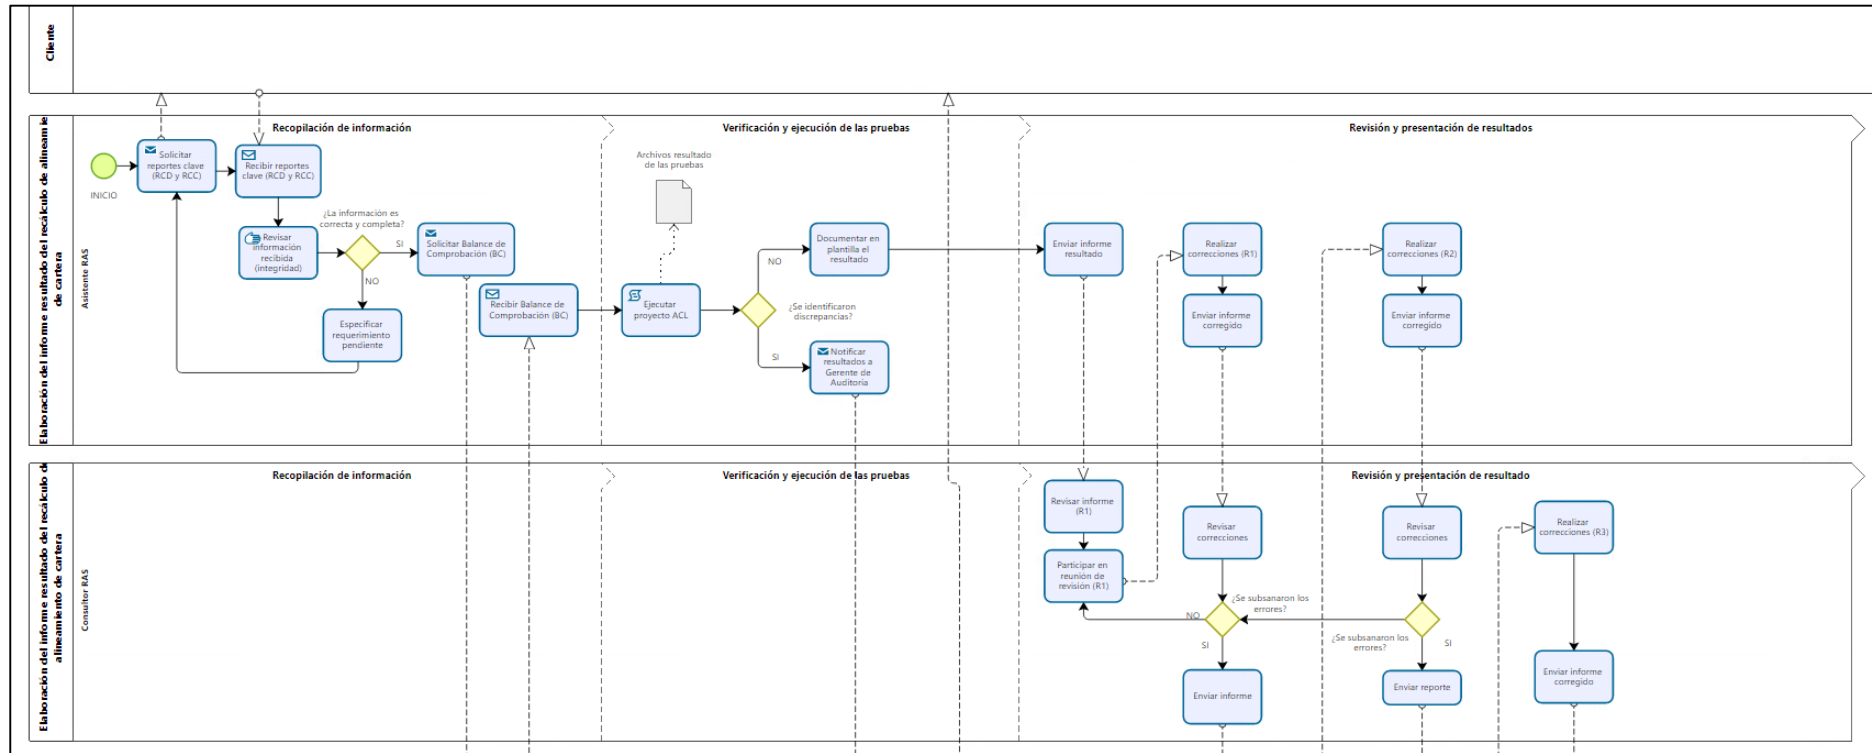 Cliente
Elaboración del informe resultado del recálculo de alineamie
de cartera
Asistente RAS
Recopilación de información
Verificación y ejecución de las pruebas
Revisión y presentación de resultados
INICIO
Solicitar
reportes clave
(RCD y RCC)
Recibir reportes
clave (RCD y RCC)
Revisar
información
recibida
(integridad)
¿La información es
correcta y completa?
SI
NO
Especificar
requerimiento
pendiente
Solicitar Balance de
Comprobación (BC)
Recibir Balance de
Comprobación (BC)
Archivos resultado
de las pruebas
Ejecutar
proyecto ACL
¿Se identificaron
discrepancias?
NO
SI
Documentar en
plantilla el
resultado
Notificar
resultados a
Gerente de
Auditoría
Enviar informe
resultado
Realizar
correcciones (R1)
Enviar informe
corregido
Realizar
correcciones (R2)
Enviar informe
corregido
Elaboración del informe resultado del recálculo de
alineamiento de cartera
Consultor RAS
Recopilación de información
Verificación y ejecución de las pruebas
Revisión y presentación de resultado
Revisar informe
(R1)
Participar en
reunión de
revisión (R1)
Revisar
correcciones
¿Se subsanaron los
errores?
NO
SI
Enviar informe
Revisar
correcciones
¿Se subsanaron los
errores?
SI
Enviar reporte
Realizar
correcciones (R3)
Enviar informe
corregido